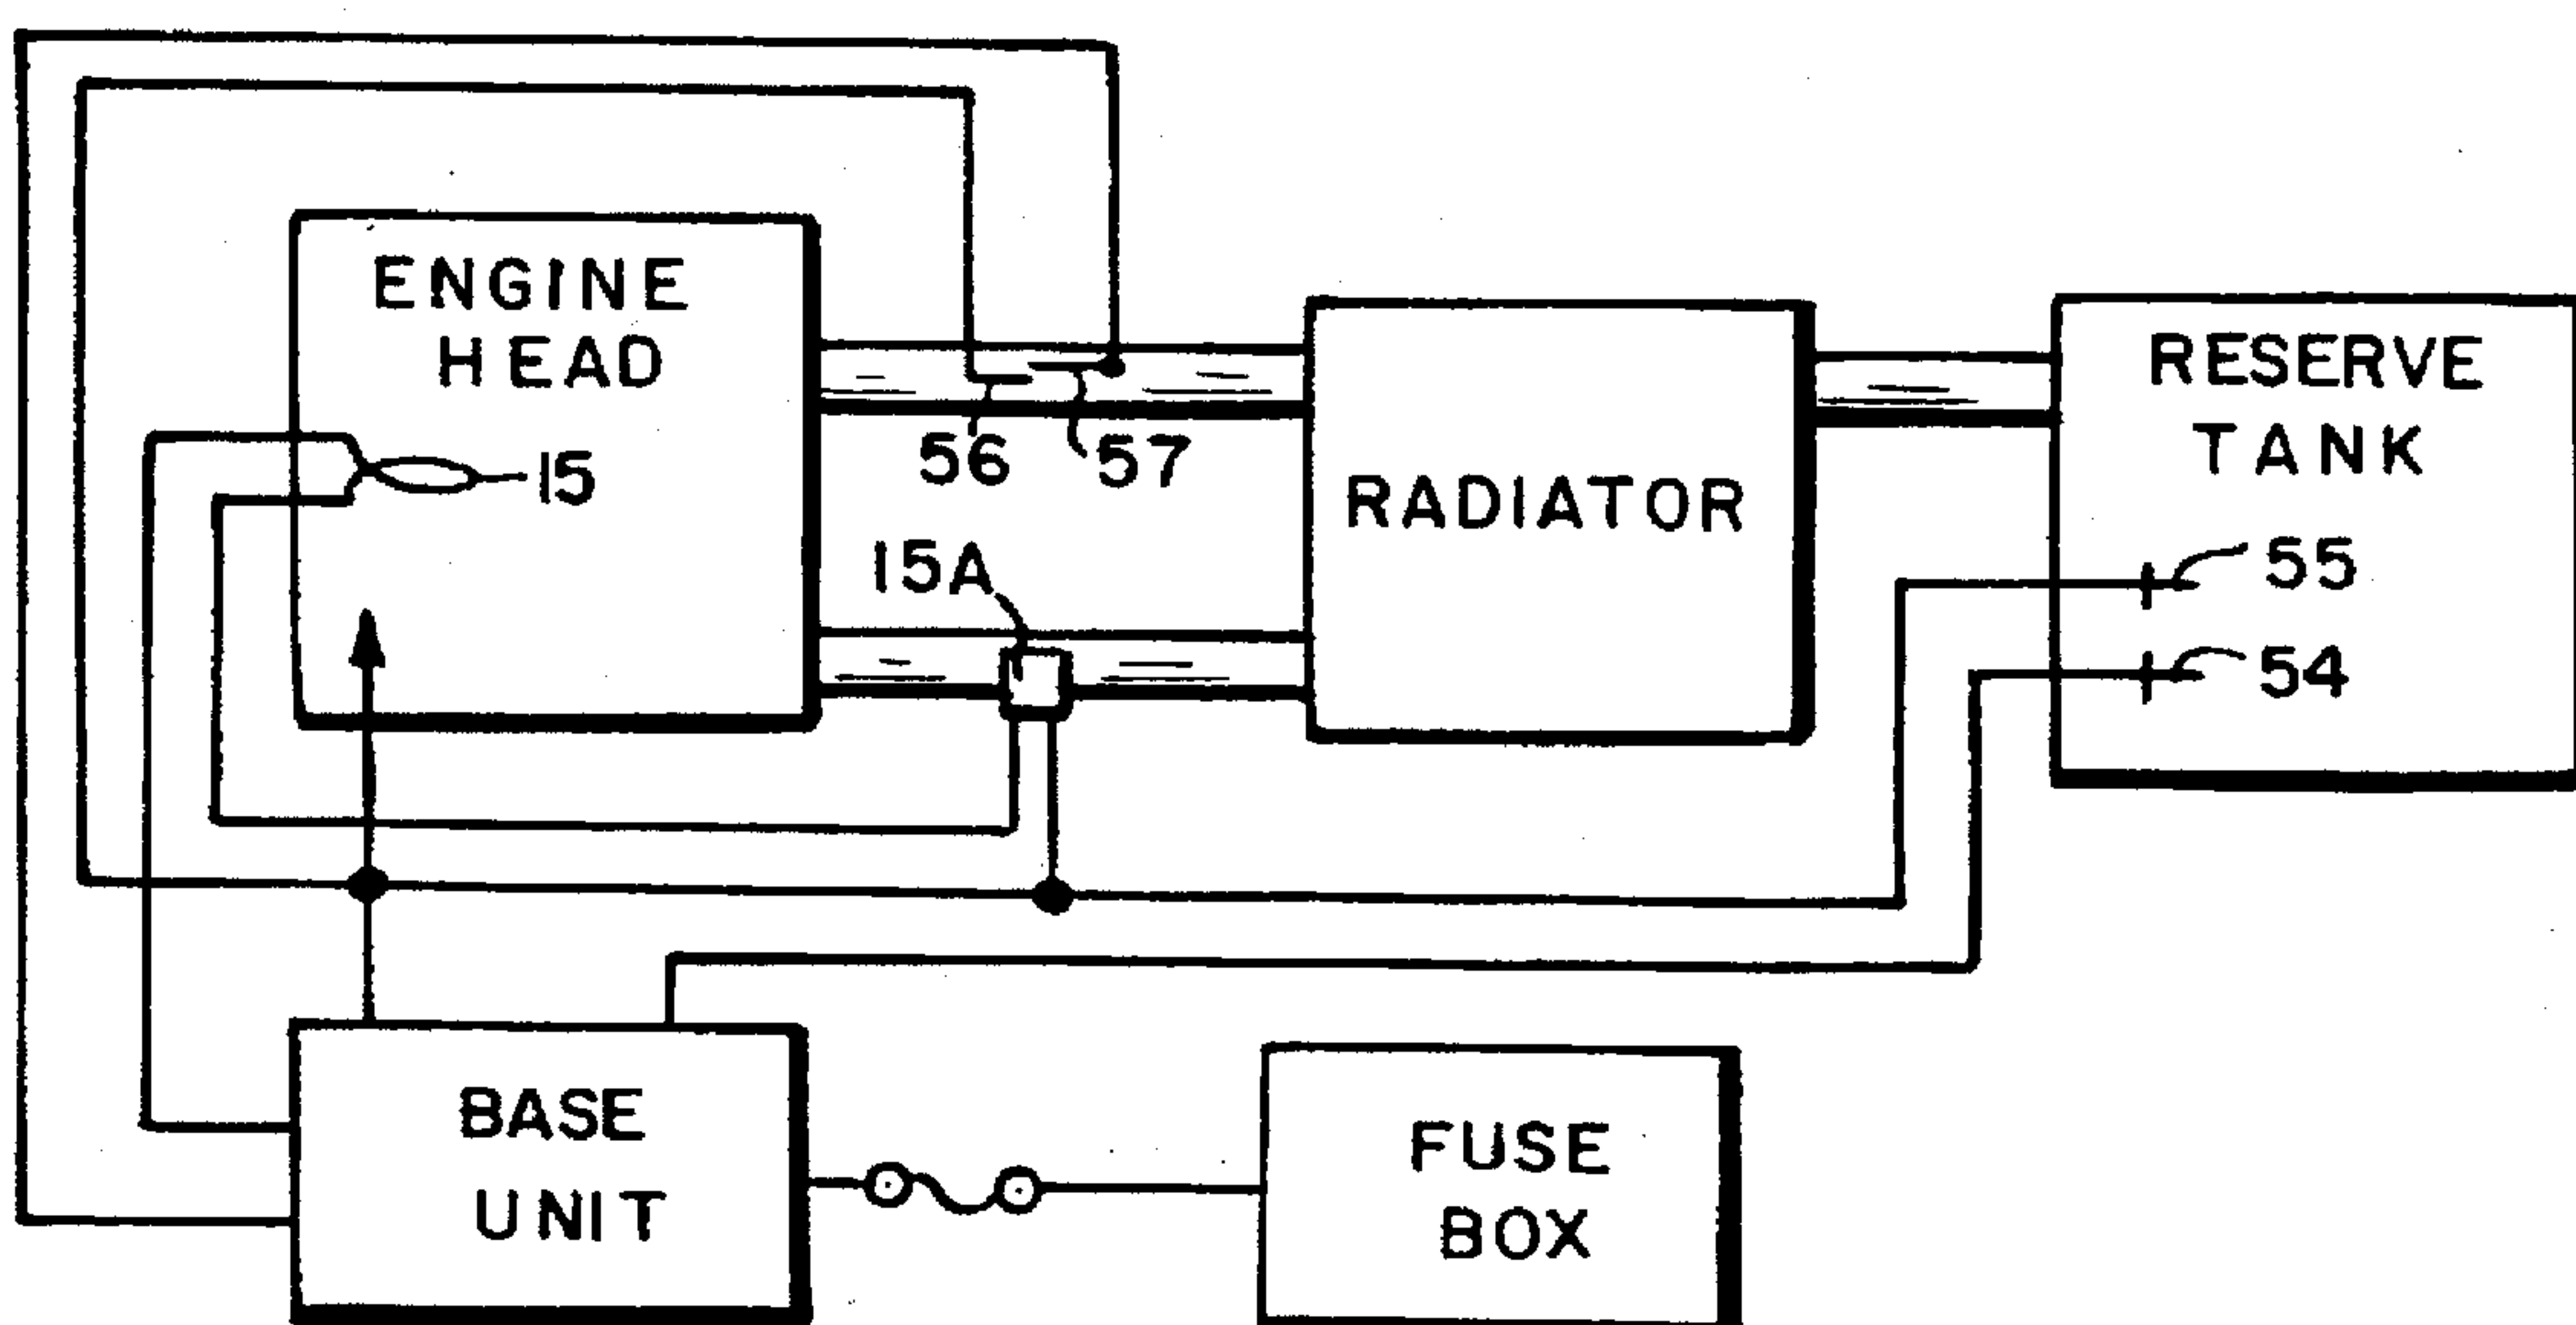 ENGINE
HEAD
15
56
57
15A
RADIATOR
RESERVE
TANK
55
54
BASE
UNIT
FUSE
BOX